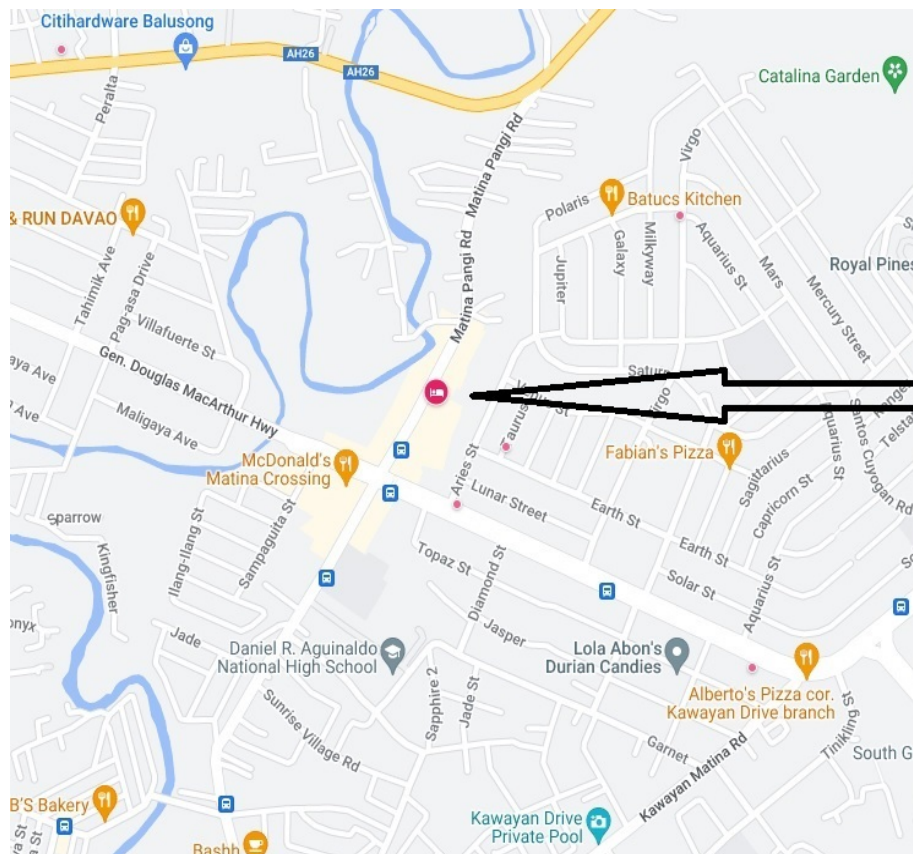 Citihardware Balusong
AH26
AH26
Catalina Garden
Peralta
Matina Pangi Rd
Virgo
Polaris
Batucs Kitchen
& RUN DAVAO
Galaxy
Milkyway
Aquarius St
Mars
Royal Pines
Jupiter
Mercury Street
Tahimik Ave
Pag-asa Drive
Matina Pangi Rd
Villafuerte St
Gen. Douglas MacArthur Hwy
Saturn
Venus St
Virgo
Taurus
Maligaya Ave
McDonald's
Matina Crossing
Fabian's Pizza
Aquarius St
Santos Cuyogan Rd
Aries St
Lunar Street
Earth St
Sagittarius
Capricorn St
Sparrow
Kingfisher
Ilang-Ilang St
Sampaguita St
Topaz St
Diamond St
Earth St
Solar St
Aquarius St
Jade
Daniel R. Aguinaldo
National High School
Jasper
Lola Abon's
Durian Candies
Sapphire 2
Jade St
Alberto's Pizza cor.
Kawayan Drive branch
Sunrise Village Rd
Garnet
Kawayan Matina Rd
Tinikling St
South G
B'S Bakery
Kawayan Drive
Private Pool